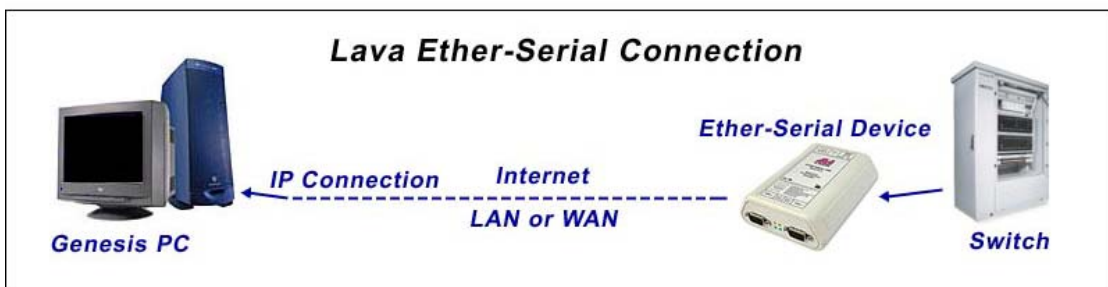 Lava Ether-Serial Connection
Ether-Serial Device
IP Connection
Internet
LAN or WAN
Genesis PC
Switch